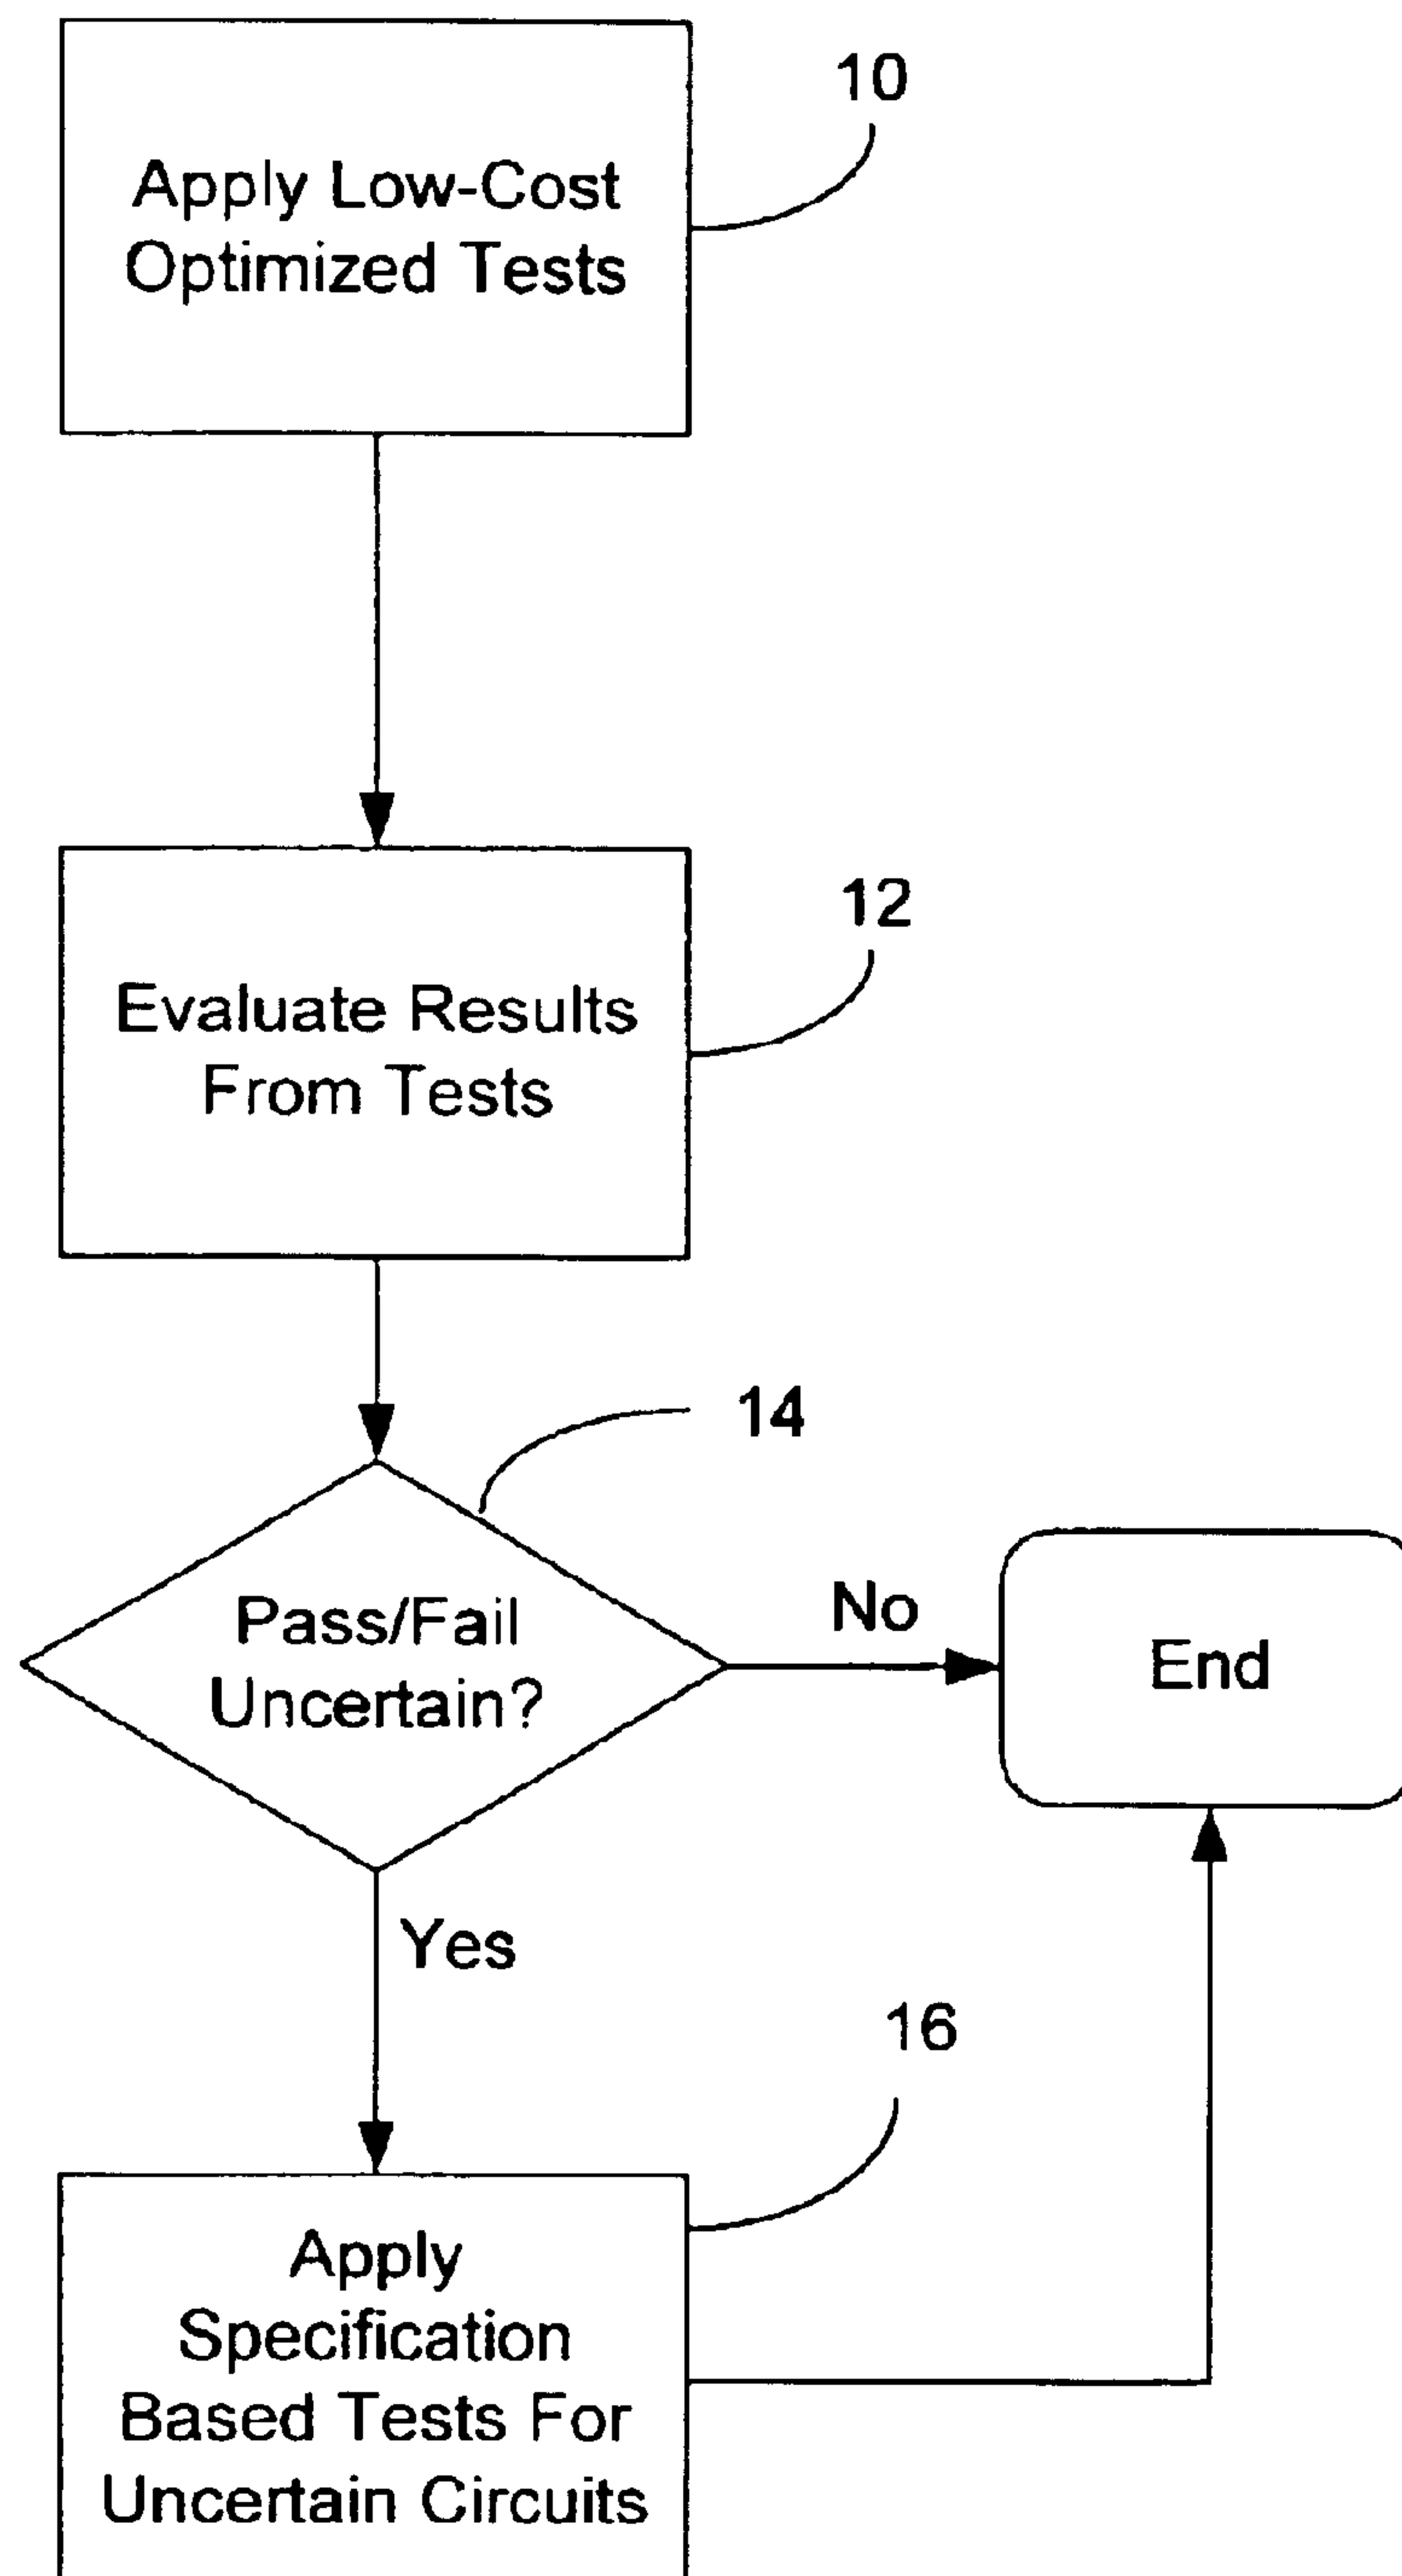 10
Apply Low-Cost
Optimized Tests
12
Evaluate Results
From Tests
14
Pass/Fail
Uncertain?
No
End
Yes
16
Apply
Specification
Based Tests For
Uncertain Circuits